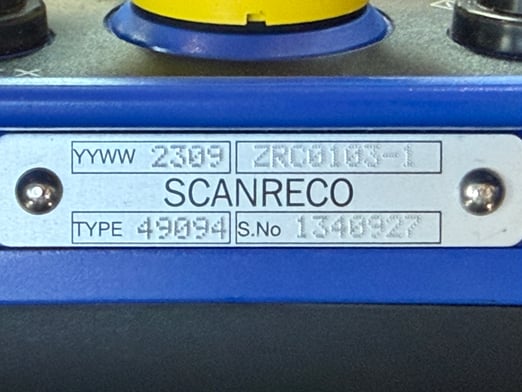 YYWW 2309 ZRC0103-1
SCANRECO
TYPE 49094 S.No 1340927
X